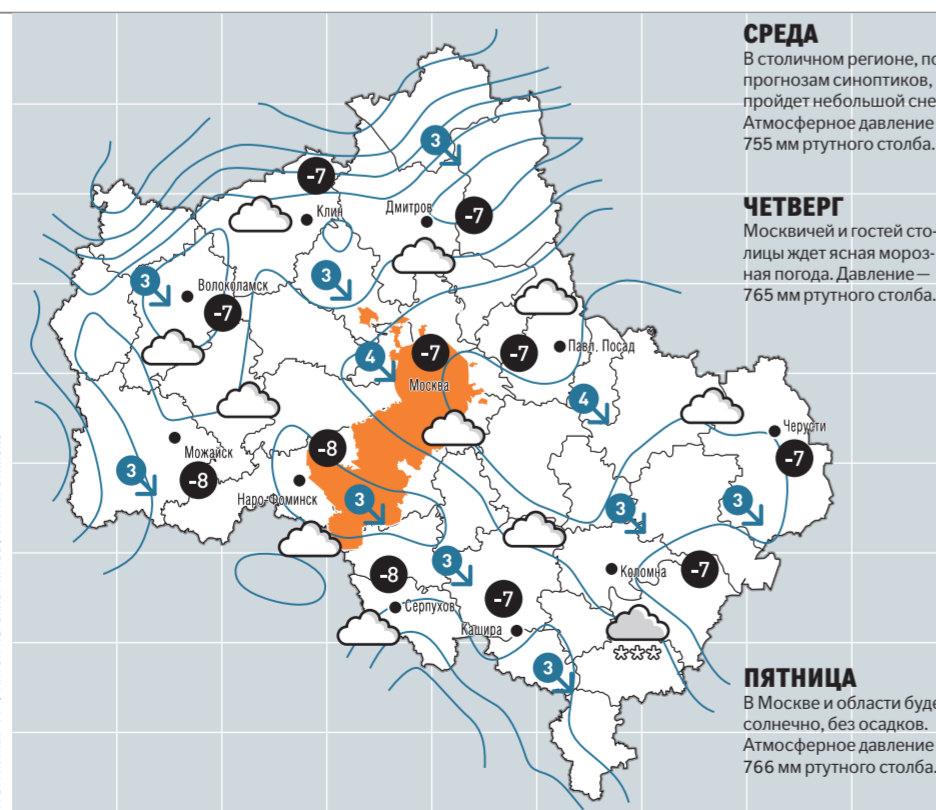 СРЕДА
В столичном регионе, по
прогнозам синоптиков,
пройдет небольшой сне
Атмосферное давление
755 мм ртутного столба.
ЧЕТВЕРГ
Москвичей и гостей сто-
лицы ждет ясная мороз-
ная погода. Давление —
765 мм ртутного столба.
ПЯТНИЦА
В Москве и области буде
солнечно, без осадков.
Атмосферное давление
766 мм ртутного столба.
3
-7
Клин
Дмитров
-7
3
3
Волоколамск
-7
4
-7
Москва
-7
Павл. Посад
4
Черусти
-7
Можайск
-8
3
-8
Наро-Фоминск
3
3
3
-8
3
Серпухов
-7
Кашира
Коломна
-7
3